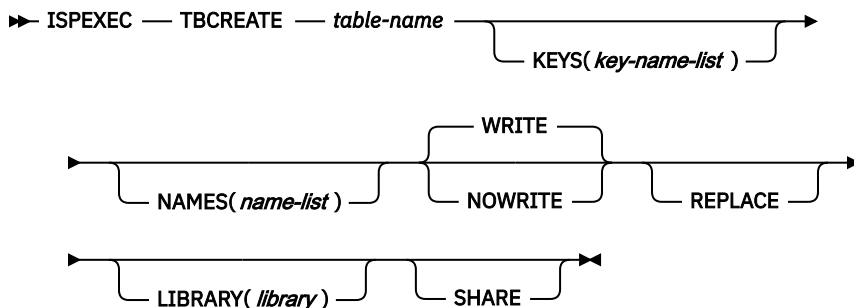 ISPEXEC TBCREATE table-name
KEYS( key-name-list )
WRITE
NAMES( name-list ) NOWRITE REPLACE
LIBRARY( library ) SHARE